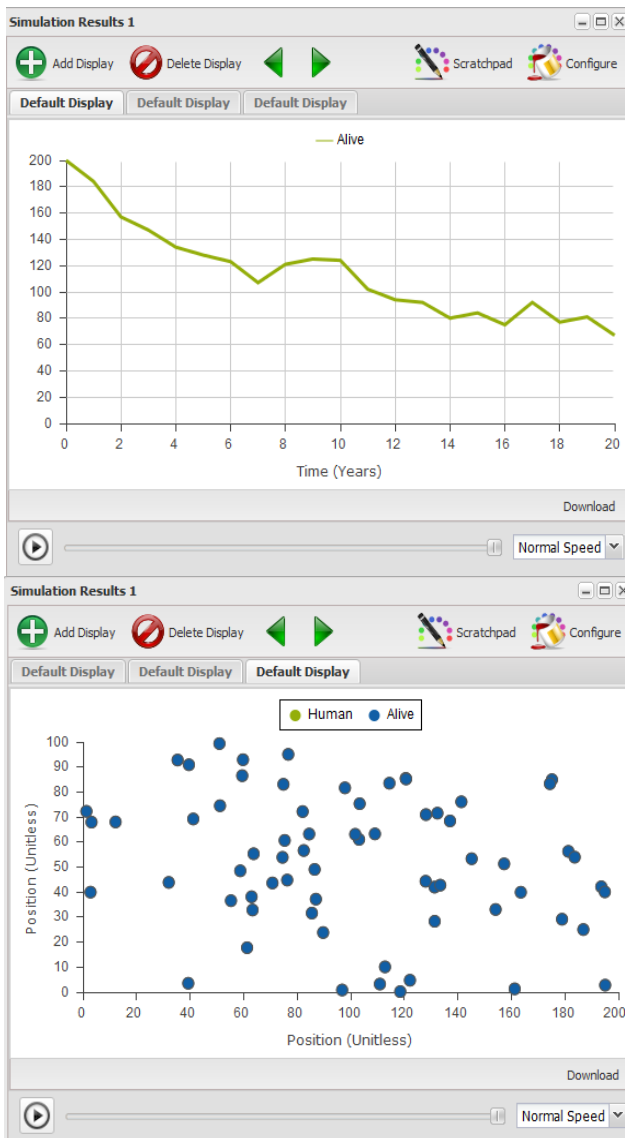 Simulation Results 1
Add Display Delete Display Scratchpad Configure
Default Display Default Display Default Display
Alive
200
180
160
140
120
100
80
60
40
20
0
0 2 4 6 8 10 12 14 16 18 20
Time (Years)
Download
Normal Speed
Simulation Results 1
Add Display Delete Display Scratchpad Configure
Default Display Default Display Default Display
Human Alive
Position (Unitless)
100
90
80
70
60
50
40
30
20
10
0
0 20 40 60 80 100 120 140 160 180 200
Position (Unitless)
Download
Normal Speed